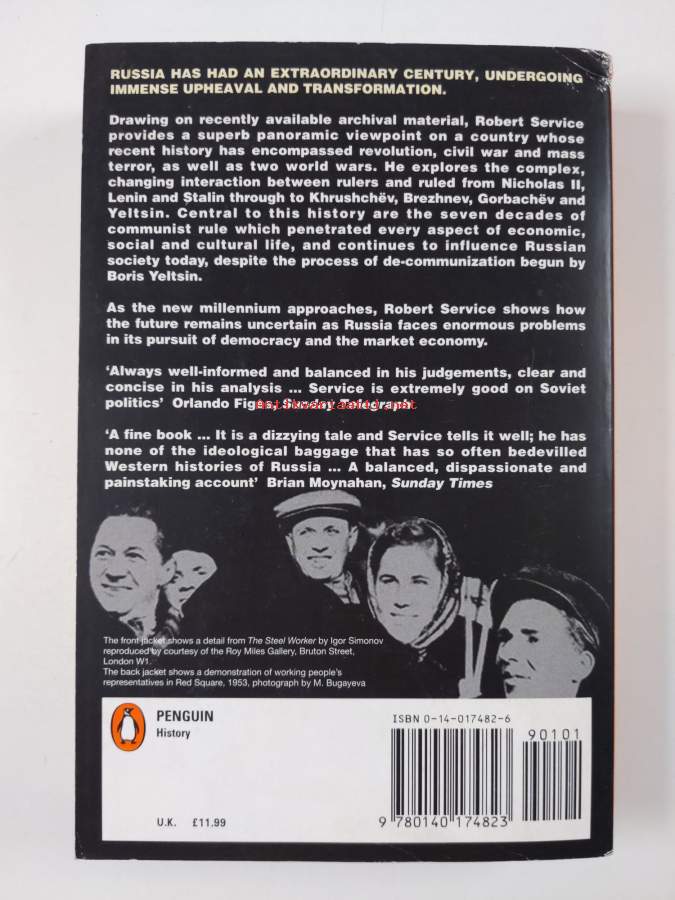 RUSSIA HAS HAD AN EXTRAORDINARY CENTURY, UNDERGOING
IMMENSE UPHEAVAL AND TRANSFORMATION.
Drawing on recently available archival material, Robert Service
provides a superb panoramic viewpoint on a country whose
recent history has encompassed revolution, civil war and mass
terror, as well as two world wars. He explores the complex,
changing interaction between rulers and ruled from Nicholas II,
Lenin and Stalin through to Khrushchëv, Brezhnev, Gorbachëv and
Yeltsin. Central to this history are the seven decades of
communist rule which penetrated every aspect of economic,
social and cultural life, and continues to influence Russian
society today, despite the process of de-communization begun by
Boris Yeltsin.
As the new millennium approaches, Robert Service shows how
the future remains uncertain as Russia faces enormous problems
in its pursuit of democracy and the market economy.
‘Always well-informed and balanced in his judgements, clear and
concise in his analysis ... Service is extremely good on Soviet
politics’ Orlando Figes, Sunday Telegraph
Antikvariaatti.net
‘A fine book ... It is a dizzying tale and Service tells it well; he has
none of the ideological baggage that has so often bedevilled
Western histories of Russia ... A balanced, dispassionate and
painstaking account’ Brian Moynahan, Sunday Times
The front jacket shows a detail from The Steel Worker by Igor Simonov
reproduced by courtesy of the Roy Miles Gallery, Bruton Street,
London W1.
The back jacket shows a demonstration of working people's
representatives in Red Square, 1953, photograph by M. Bugayeva
PENGUIN
History
U.K. £11.99
ISBN 0-14-017482-6
90101
9 780140 174823